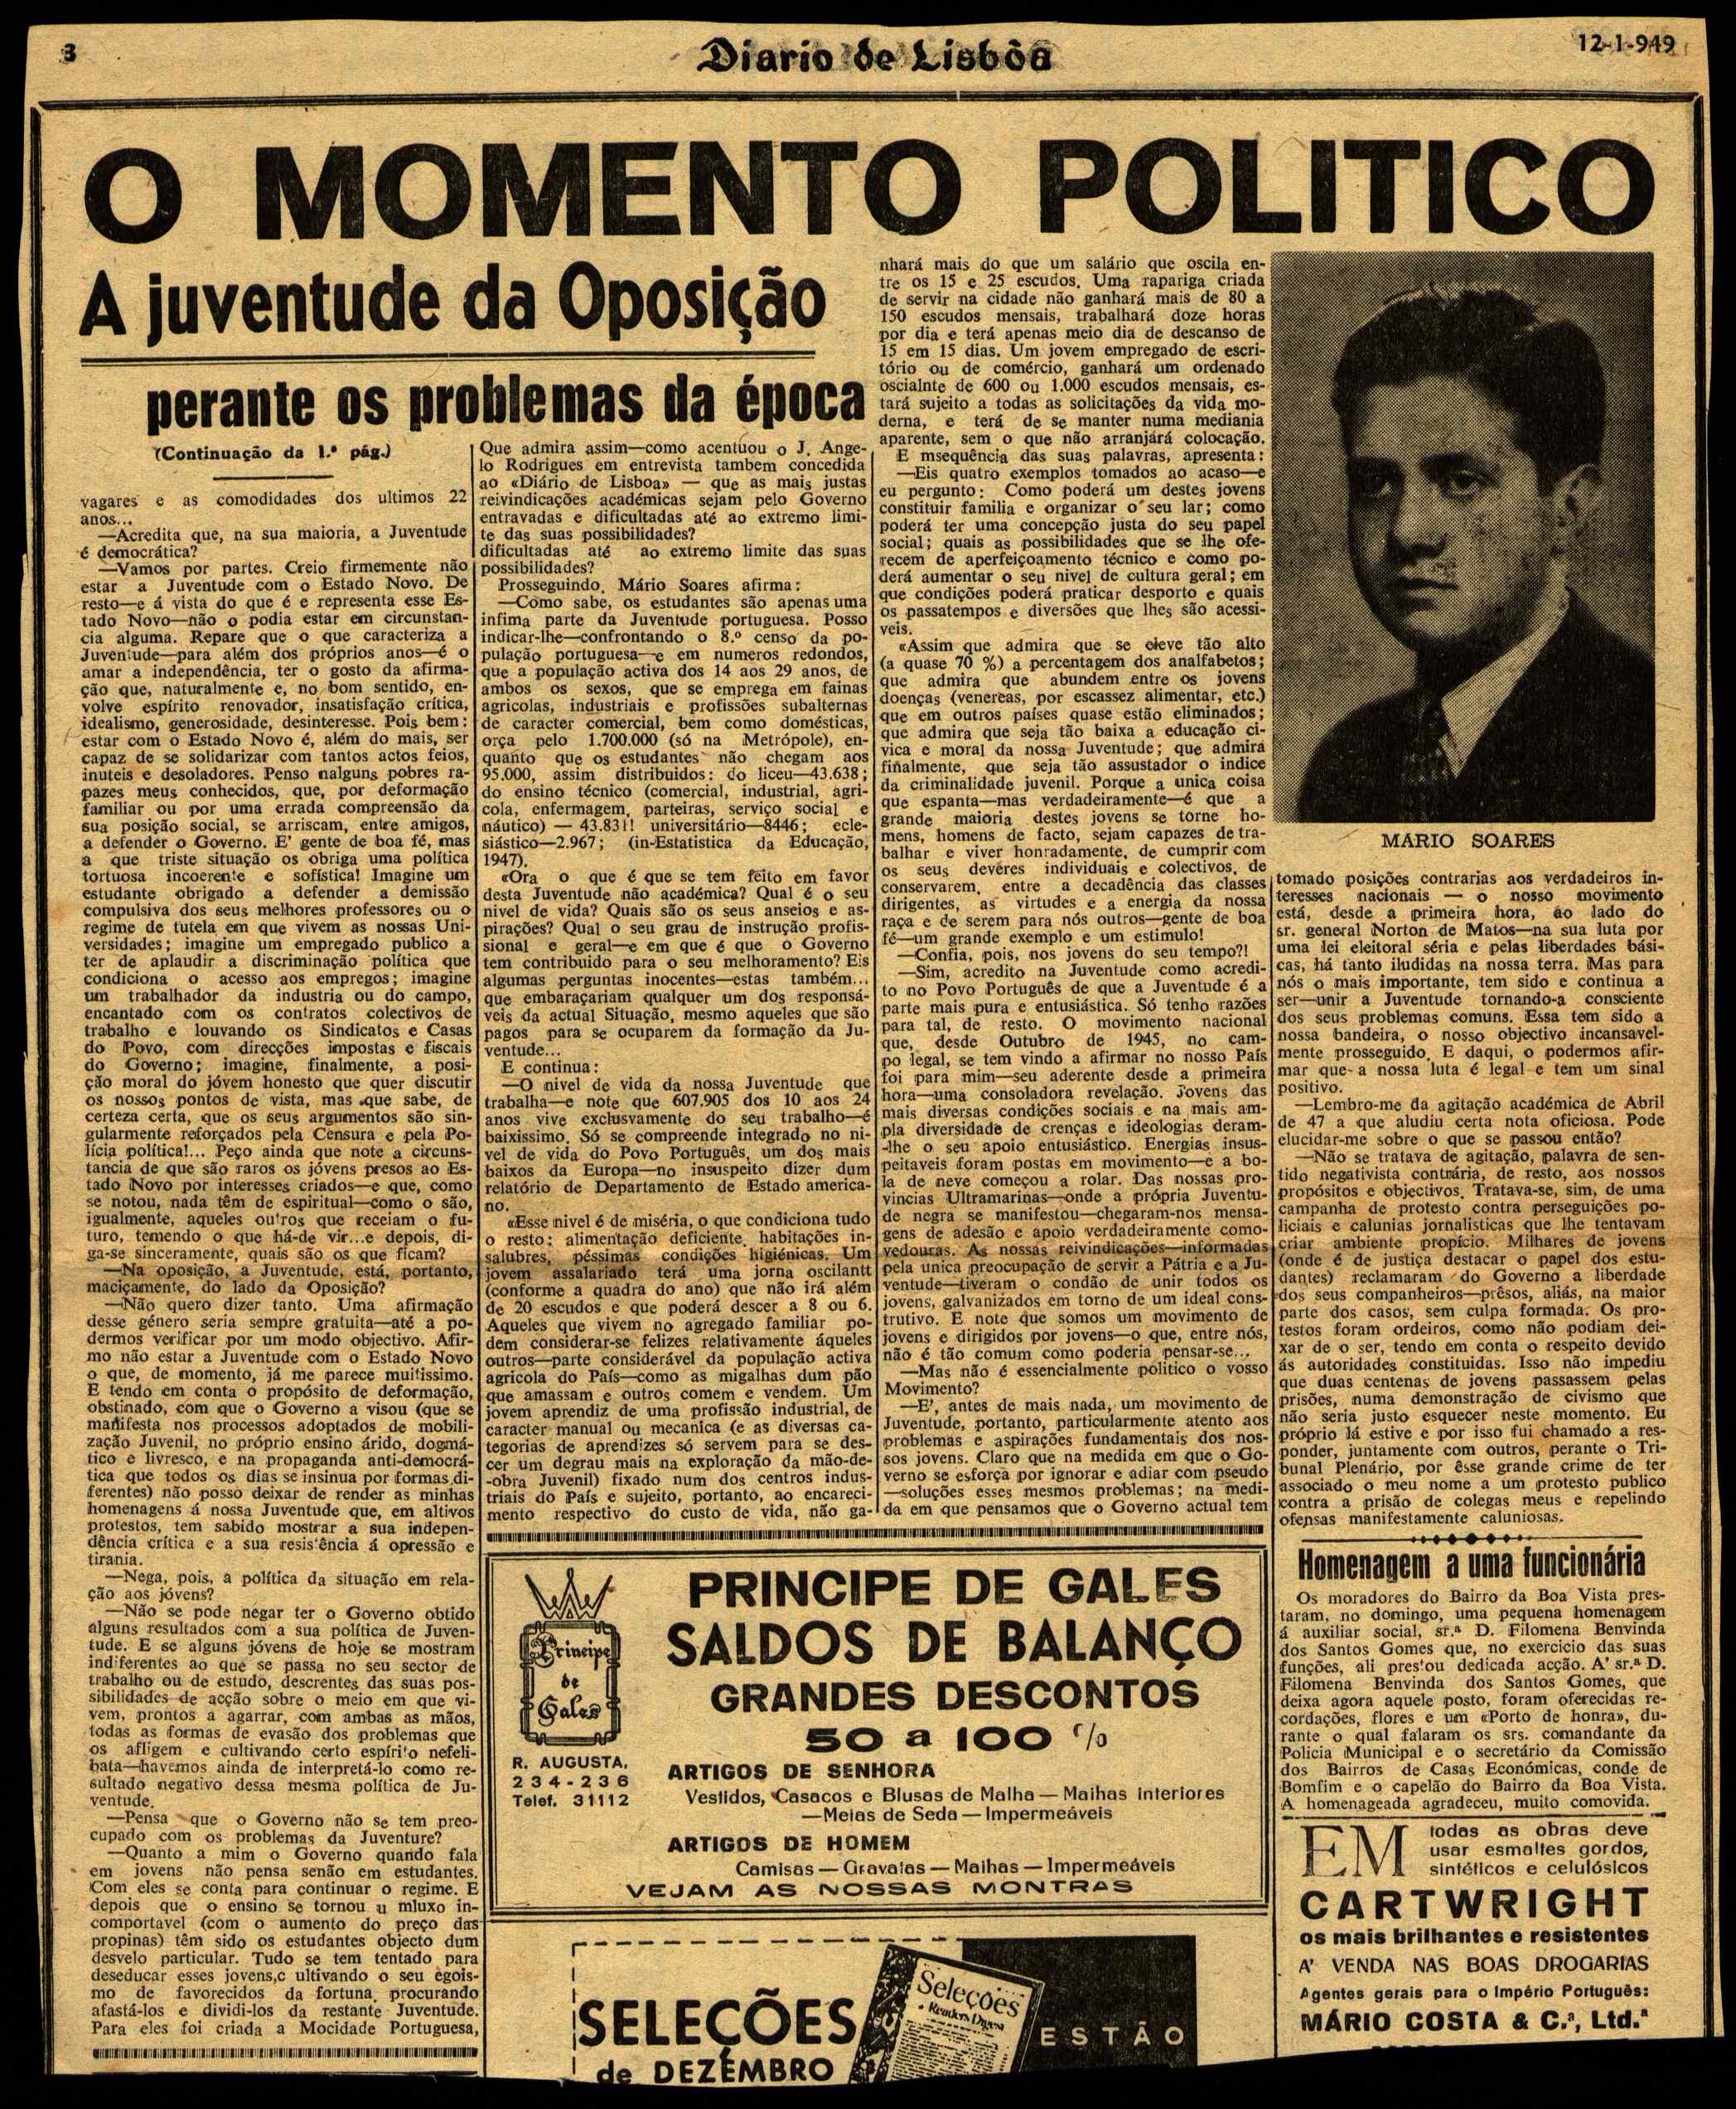 3
Diario de Lisbôa
12-1-949
O MOMENTO POLITICO
A juventude da Oposição
perante os problemas da época
(Continuação da 1.ª pág.)
vagares e as comodidades dos ultimos 22
anos...
—Acredita que, na sua maioria, a Juventude
é democrática?
—Vamos por partes. Creio firmemente não
estar a Juventude com o Estado Novo. De
resto—e á vista do que é e representa esse Es-
tado Novo—não o podia estar em circunstan-
cia alguma. Repare que o que caracteriza a
Juventude—para além dos próprios anos—é o
amar a independência, ter o gosto da afirma-
ção que, naturalmente e, no bom sentido, en-
volve espírito renovador, insatisfação crítica,
idealismo, generosidade, desinteresse. Pois bem:
estar com o Estado Novo é, além do mais, ser
capaz de se solidarizar com tantos actos feios,
inuteis e desoladores. Penso nalguns pobres ra-
pazes meus conhecidos, que, por deformação
familiar ou por uma errada compreensão da
sua posição social, se arriscam, entre amigos,
a defender o Governo. E' gente de boa fé, mas
a que triste situação os obriga uma política
tortuosa incoerente e sofística! Imagine um
estudante obrigado a defender a demissão
compulsiva dos seus melhores professores ou o
regime de tutela em que vivem as nossas Uni-
versidades; imagine um empregado publico a
ter de aplaudir a discriminação política que
condiciona o acesso aos empregos; imagine
um trabalhador da industria ou do campo,
encantado com os contratos colectivos de
trabalho e louvando os Sindicatos e Casas
do Povo, com direcções impostas e fiscais
do Governo; imagine, finalmente, a posi-
ção moral do jóvem honesto que quer discutir
os nossos pontos de vista, mas que sabe, de
certeza certa, que os seus argumentos são sin-
gularmente reforçados pela Censura e pela Po-
lícia política!... Peço ainda que note a circuns-
tancia de que são raros os jóvens presos ao Es-
tado Novo por interesses criados—e que, como
se notou, nada têm de espiritual—como o são,
igualmente, aqueles outros que receiam o fu-
turo, temendo o que há-de vir...e depois, di-
ga-se sinceramente, quais são os que ficam?
—Na oposição, a Juventude, está, portanto,
maciçamente, do lado da Oposição?
—Não quero dizer tanto. Uma afirmação
desse género seria sempre gratuita—até a po-
dermos verificar por um modo objectivo. Afir-
mo não estar a Juventude com o Estado Novo
o que, de momento, já me parece muitissimo.
E tendo em conta o propósito de deformação,
obstinado, com que o Governo a visou (que se
manifesta nos processos adoptados de mobili-
zação Juvenil, no próprio ensino árido, dogmá-
tico e livresco, e na propaganda anti-democrá-
tica que todos os dias se insinua por formas di-
ferentes) não posso deixar de render as minhas
homenagens á nossa Juventude que, em altivos
protestos, tem sabido mostrar a sua indepen-
dência crítica e a sua resistência á opressão e
tirania.
—Nega, pois, a política da situação em rela-
ção aos jóvens?
—Não se pode négar ter o Governo obtido
alguns resultados com a sua política de Juven-
tude. E se alguns jóvens de hoje se mostram
indiferentes ao que se passa no seu sector de
trabalho ou de estudo, descrentes das suas pos-
sibilidades de acção sobre o meio em que vi-
vem, prontos a agarrar, com ambas as mãos,
todas as formas de evasão dos problemas que
os afligem e cultivando certo espírito nefeli-
bata—havemos ainda de interpretá-lo como re-
sultado negativo dessa mesma política de Ju-
ventude.
—Pensa que o Governo não se tem preo-
cupado com os problemas da Juventure?
—Quanto a mim o Governo quando fala
em jovens não pensa senão em estudantes.
Com eles se conta para continuar o regime. E
depois que o ensino se tornou u mluxo in-
comportavel (com o aumento do preço das
propinas) têm sido os estudantes objecto dum
desvelo particular. Tudo se tem tentado para
deseducar esses jovens,c ultivando o seu egois-
mo de favorecidos da fortuna, procurando
afastá-los e dividi-los da restante Juventude.
Para eles foi criada a Mocidade Portuguesa,
Que admira assim—como acentuou o J. Ange-
lo Rodrigues em entrevista tambem concedida
ao «Diário de Lisboa» — que as mais justas
reivindicações académicas sejam pelo Governo
entravadas e dificultadas até ao extremo limi-
te das suas possibilidades?
dificultadas até ao extremo limite das suas
possibilidades?
Prosseguindo, Mário Soares afirma:
—Como sabe, os estudantes são apenas uma
infima parte da Juventude portuguesa. Posso
indicar-lhe—confrontando o 8.º censo da po-
pulação portuguesa—e em numeros redondos,
que a população activa dos 14 aos 29 anos, de
ambos os sexos, que se emprega em fainas
agricolas, industriais e profissões subalternas
de caracter comercial, bem como domésticas,
orça pelo 1.700.000 (só na Metrópole), en-
quanto que os estudantes não chegam aos
95.000, assim distribuidos: do liceu—43.638;
do ensino técnico (comercial, industrial, agri-
cola, enfermagem, parteiras, serviço social e
náutico) — 43.831! universitário—8446; ecle-
siástico—2.967; (in-Estatistica da Educação,
1947).
«Ora o que é que se tem feito em favor
desta Juventude não académica? Qual é o seu
nivel de vida? Quais são os seus anseios e as-
pirações? Qual o seu grau de instrução profis-
sional e geral—e em que é que o Governo
tem contribuido para o seu melhoramento? Eis
algumas perguntas inocentes—estas também...
que embaraçariam qualquer um dos responsá-
veis da actual Situação, mesmo aqueles que são
pagos para se ocuparem da formação da Ju-
ventude...
E continua:
—O nivel de vida da nossa Juventude que
trabalha—e note que 607.905 dos 10 aos 24
anos vive exclusvamente do seu trabalho—é
baixissimo. Só se compreende integrado no ni-
vel de vida do Povo Português, um dos mais
baixos da Europa—no insuspeito dizer dum
relatório de Departamento de Estado america-
no.
«Esse nivel é de miséria, o que condiciona tudo
o resto: alimentação deficiente, habitações in-
salubres, péssimas condições higiénicas. Um
jovem assalariado terá uma jorna oscilantt
(conforme a quadra do ano) que não irá além
de 20 escudos e que poderá descer a 8 ou 6.
Aqueles que vivem no agregado familiar po-
dem considerar-se felizes relativamente áqueles
outros—parte considerável da população activa
agricola do País—como as migalhas dum pão
que amassam e outros comem e vendem. Um
jovem aprendiz de uma profissão industrial, de
caracter manual ou mecanica (e as diversas ca-
tegorias de aprendizes só servem para se des-
cer um degrau mais na exploração da mão-de-
-obra Juvenil) fixado num dos centros indus-
triais do País e sujeito, portanto, ao encareci-
mento respectivo do custo de vida, não ga-
nhará mais do que um salário que oscila en-
tre os 15 e 25 escudos. Uma rapariga criada
de servir na cidade não ganhará mais de 80 a
150 escudos mensais, trabalhará doze horas
por dia e terá apenas meio dia de descanso de
15 em 15 dias. Um jovem empregado de escri-
tório ou de comércio, ganhará um ordenado
oscialnte de 600 ou 1.000 escudos mensais, es-
tará sujeito a todas as solicitações da vida mo-
derna, e terá de se manter numa mediania
aparente, sem o que não arranjará colocação.
E msequência das suas palavras, apresenta:
—Eis quatro exemplos tomados ao acaso—e
eu pergunto: Como poderá um destes jovens
constituir familia e organizar o seu lar; como
poderá ter uma concepção justa do seu papel
social; quais as possibilidades que se lhe ofe-
recem de aperfeiçoamento técnico e como po-
derá aumentar o seu nivel de cultura geral; em
que condições poderá praticar desporto e quais
os passatempos e diversões que lhes são acessi-
veis.
«Assim que admira que se eleve tão alto
(a quase 70 %) a percentagem dos analfabetos;
que admira que abundem entre os jovens
doenças (venereas, por escassez alimentar, etc.)
que em outros países quase estão eliminados;
que admira que seja tão baixa a educação ci-
vica e moral da nossa Juventude; que admira
finalmente, que seja tão assustador o indice
da criminalidade juvenil. Porque a unica coisa
que espanta—mas verdadeiramente—é que a
grande maioria destes jovens se torne ho-
mens, homens de facto, sejam capazes de tra-
balhar e viver honradamente, de cumprir com
os seus devêres individuais e colectivos, de
conservarem, entre a decadência das classes
dirigentes, as virtudes e a energia da nossa
raça e de serem para nós outros—gente de boa
fé—um grande exemplo e um estimulo!
—Confia, pois, nos jovens do seu tempo?!
—Sim, acredito na Juventude como acredi-
to no Povo Português de que a Juventude é a
parte mais pura e entusiástica. Só tenho razões
para tal, de resto. O movimento nacional
que, desde Outubro de 1945, no cam-
po legal, se tem vindo a afirmar no nosso País
foi para mim—seu aderente desde a primeira
hora—uma consoladora revelação. Jovens das
mais diversas condições sociais e na mais am-
pla diversidade de crenças e ideologias deram-
-lhe o seu apoio entusiástico. Energias insus-
peitaveis foram postas em movimento—e a bo-
la de neve começou a rolar. Das nossas pro-
vincias Ultramarinas—onde a própria Juventu-
de negra se manifestou—chegaram-nos mensa-
gens de adesão e apoio verdadeiramente como-
vedouras. As nossas reivindicações—informadas
pela unica preocupação de servir a Pátria e a Ju-
ventude—tiveram o condão de unir todos os
jovens, galvanizados em torno de um ideal cons-
trutivo. E note que somos um movimento de
jovens e dirigidos por jovens—o que, entre nós,
não é tão comum como poderia pensar-se...
—Mas não é essencialmente politico o vosso
Movimento?
—E', antes de mais nada, um movimento de
Juventude, portanto, particularmente atento aos
problemas e aspirações fundamentais dos nos-
sos jovens. Claro que na medida em que o Go-
verno se esforça por ignorar e adiar com pseudo
—soluções esses mesmos problemas; na medi-
da em que pensamos que o Governo actual tem
MÁRIO SOARES
tomado posições contrarias aos verdadeiros in-
teresses nacionais — o nosso movimento
está, desde a primeira hora, ao lado do
sr. general Norton de Matos—na sua luta por
uma lei eleitoral séria e pelas liberdades bási-
cas, há tanto iludidas na nossa terra. Mas para
nós o mais importante, tem sido e continua a
ser—unir a Juventude tornando-a consciente
dos seus problemas comuns. Essa tem sido a
nossa bandeira, o nosso objectivo incansavel-
mente prosseguido. E daqui, o podermos afir-
mar que a nossa luta é legal e tem um sinal
positivo.
—Lembro-me da agitação académica de Abril
de 47 a que aludiu certa nota oficiosa. Pode
elucidar-me sobre o que se passou então?
—Não se tratava de agitação, palavra de sen-
tido negativista contrária, de resto, aos nossos
propósitos e objectivos. Tratava-se, sim, de uma
campanha de protesto contra perseguições po-
liciais e calunias jornalisticas que lhe tentavam
criar ambiente propício. Milhares de jovens
(onde é de justiça destacar o papel dos estu-
dantes) reclamaram do Governo a liberdade
dos seus companheiros—prêsos, aliás, na maior
parte dos casos, sem culpa formada. Os pro-
testos foram ordeiros, como não podiam dei-
xar de o ser, tendo em conta o respeito devido
ás autoridades constituidas. Isso não impediu
que duas centenas de jovens passassem pelas
prisões, numa demonstração de civismo que
não seria justo esquecer neste momento. Eu
próprio lá estive e por isso fui chamado a res-
ponder, juntamente com outros, perante o Tri-
bunal Plenário, por êsse grande crime de ter
associado o meu nome a um protesto publico
contra a prisão de colegas meus e repelindo
ofensas manifestamente caluniosas.
Homenagem a uma funcionária
Os moradores do Bairro da Boa Vista pres-
taram, no domingo, uma pequena homenagem
á auxiliar social, sr.ª D. Filomena Benvinda
dos Santos Gomes que, no exercicio das suas
funções, ali prestou dedicada acção. A' sr.ª D.
Filomena Benvinda dos Santos Gomes, que
deixa agora aquele posto, foram oferecidas re-
cordações, flores e um «Porto de honra», du-
rante o qual falaram os srs. comandante da
Policia Municipal e o secretário da Comissão
dos Bairros de Casas Económicas, conde de
Bomfim e o capelão do Bairro da Boa Vista.
A homenageada agradeceu, muito comovida.
Principe
de
Gales
R. AUGUSTA,
234-236
Telef. 31112
PRINCIPE DE GALES
SALDOS DE BALANÇO
GRANDES DESCONTOS
50 a 100 %
ARTIGOS DE SENHORA
Vestidos, Casacos e Blusas de Malha — Malhas interiores
—Meias de Seda — Impermeáveis
ARTIGOS DE HOMEM
Camisas — Gravatas — Malhas — Impermeáveis
VEJAM AS NOSSAS MONTRAS
SELEÇÕES
de DEZEMBRO
Seleções
Reader's Digest
ESTÃO
EM todas as obras deve
usar esmaltes gordos,
sintéticos e celulósicos
CARTWRIGHT
os mais brilhantes e resistentes
A' VENDA NAS BOAS DROGARIAS
Agentes gerais para o Império Português:
MÁRIO COSTA & C.ª, Ltd.ª